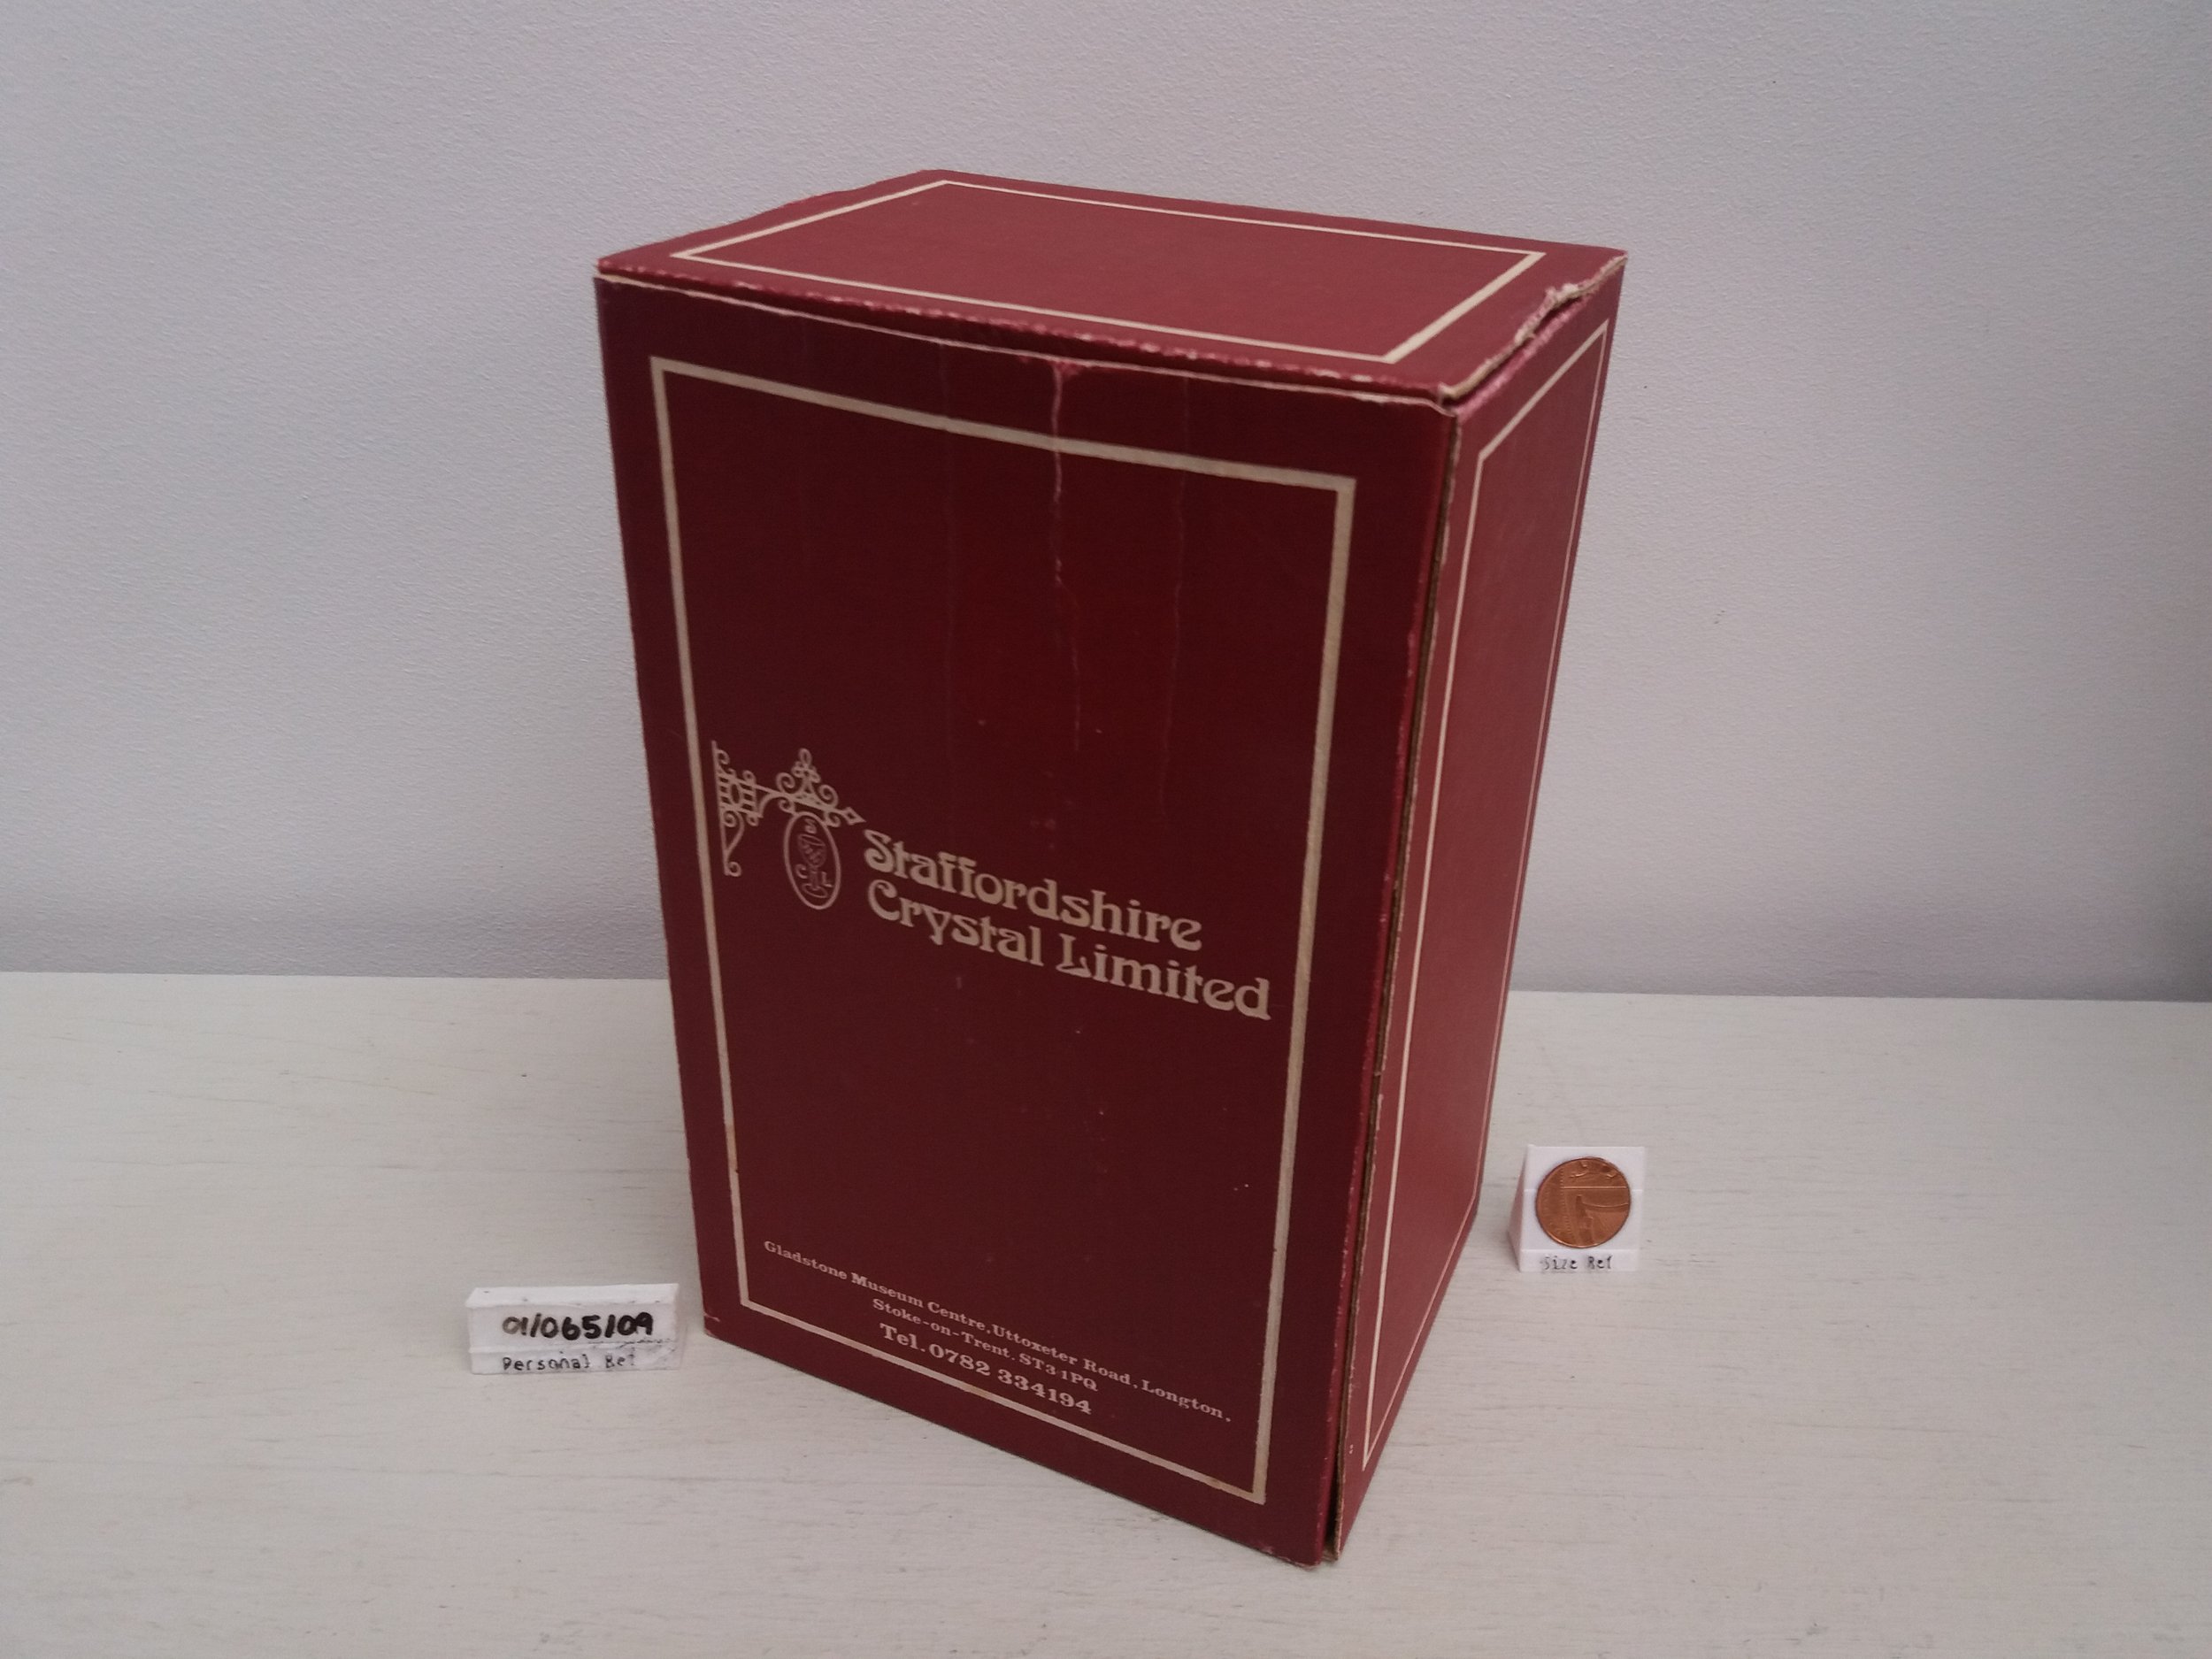 S
C L
Staffordshire
Crystal Limited
Gladstone Museum Centre, Uttoxeter Road, Longton,
Stoke-on-Trent. ST3 1PQ
Tel. 0782 334194
01/065/09
Personal Ref
Size Ref